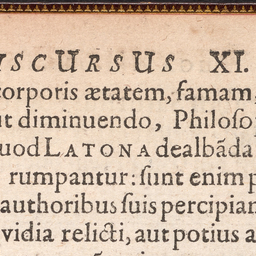 ISCURSUS XI.
corporis ætatem, famam,
ut diminuendo, Philoso
uod LATONA dealbãda
rumpantur: ſunt enim p
authoribus ſuis percipian
vidia relicti, aut potius a